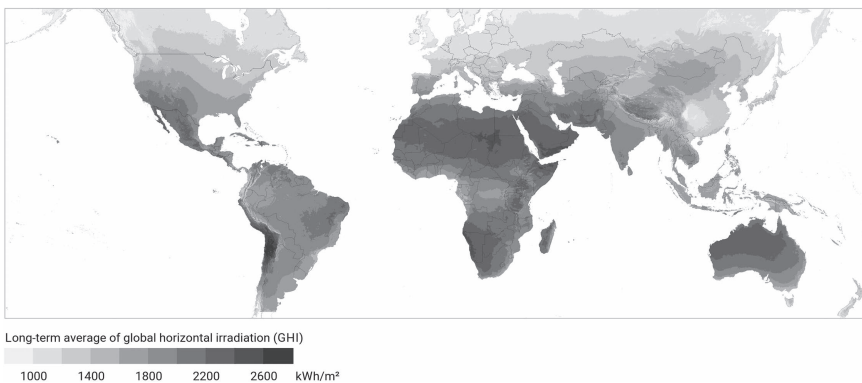 Long-term average of global horizontal irradiation (GHI)
1000 1400 1800 2200 2600 kWh/m²